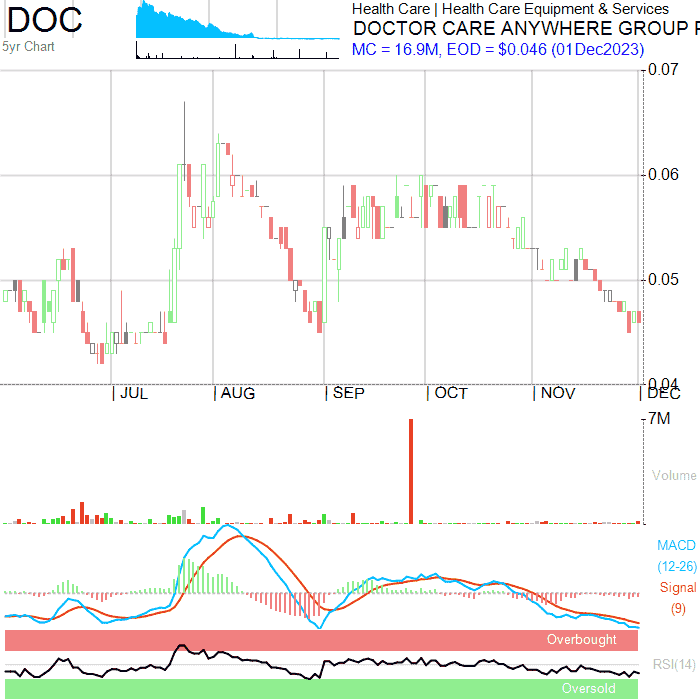 DOC
5yr Chart
Health Care | Health Care Equipment & Services
DOCTOR CARE ANYWHERE GROUP
MC = 16.9M, EOD = $0.046 (01Dec2023)
0.07
0.06
0.05
0.04
| JUL | AUG | SEP | OCT | NOV | DEC
7M
Volume
MACD
(12-26)
Signal
(9)
Overbought
RSI(14)
Oversold